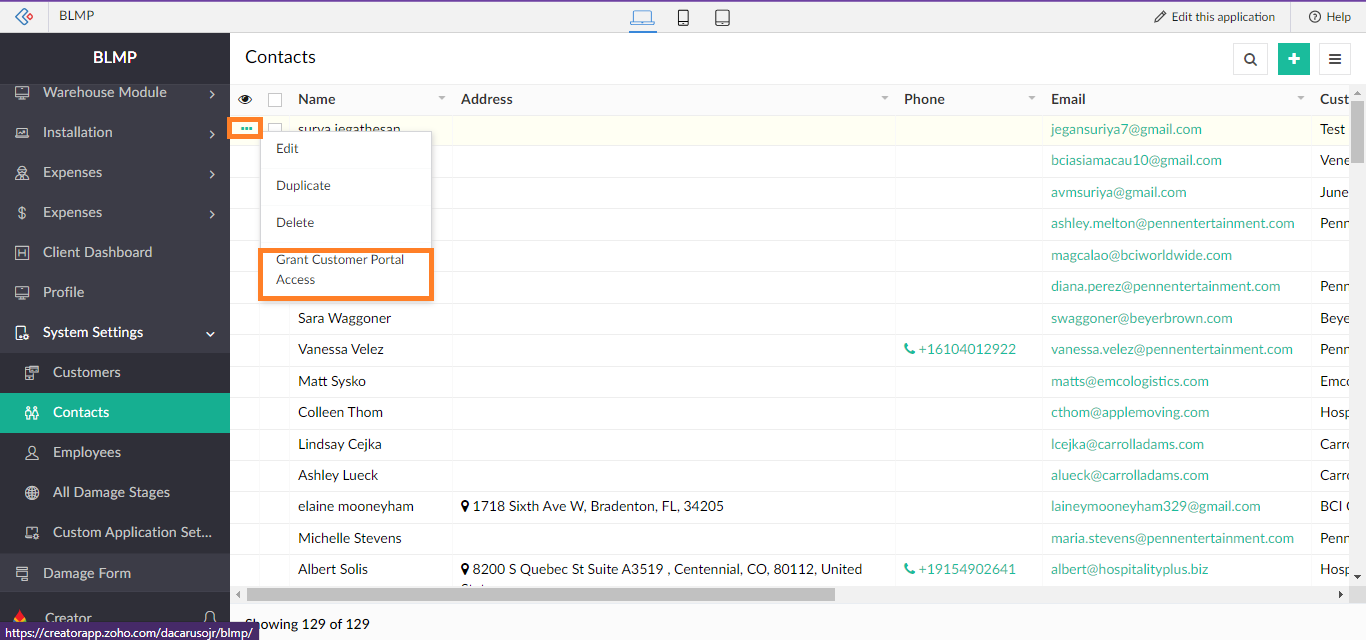 BLMP
Edit this application
Help
BLMP
Warehouse Module
Installation
Expenses
Expenses
Client Dashboard
Profile
System Settings
Customers
Contacts
Employees
All Damage Stages
Custom Application Set...
Damage Form
Creator
https://creatorapp.zoho.com/dacarusojr/blmp/
Contacts
Name Address Phone Email Cust
surya jegathesan jegansuriya7@gmail.com Test
Edit
Duplicate
Delete
Grant Customer Portal
Access
bciasiamacau10@gmail.com Vene
avmsuriya@gmail.com June
ashley.melton@pennentertainment.com Penn
magcalao@bciworldwide.com
diana.perez@pennentertainment.com Penn
Sara Waggoner swaggoner@beyerbrown.com Beye
Vanessa Velez +16104012922 vanessa.velez@pennentertainment.com Penn
Matt Sysko matts@emcologistics.com Emco
Colleen Thom cthom@applemoving.com Hosp
Lindsay Cejka lcejka@carrolladams.com Carro
Ashley Lueck alueck@carrolladams.com Carro
elaine mooneyham 1718 Sixth Ave W, Bradenton, FL, 34205 laineymooneyham329@gmail.com BCI
Michelle Stevens maria.stevens@pennentertainment.com Penn
Albert Solis 8200 S Quebec St Suite A3519 , Centennial, CO, 80112, United +19154902641 albert@hospitalityplus.biz Hosp
howing 129 of 129